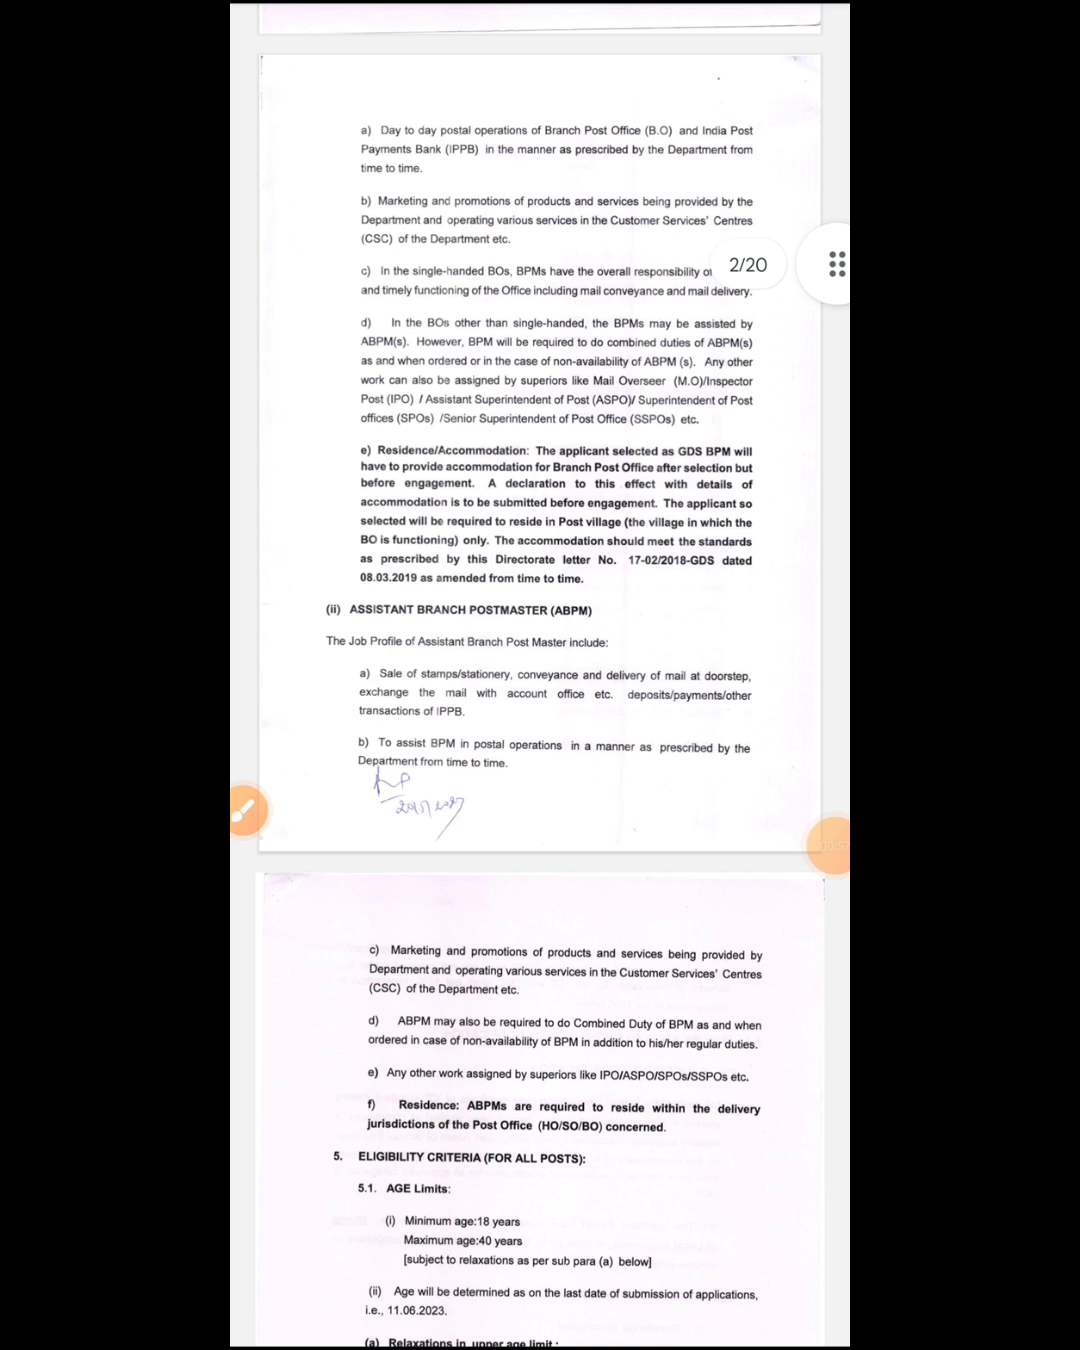 a) Day to day postal operations of Branch Post Office (B.O) and India Post
Payments Bank (IPPB) in the manner as prescribed by the Department from
time to time.
b) Marketing and promotions of products and services being provided by the
Department and operating various services in the Customer Services' Centres
(CSC) of the Department etc.
2/20
c) In the single-handed BOs, BPMs have the overall responsibility
and timely functioning of the Office including mail conveyance and mail delivery.
d) In the BOs other than single-handed, the BPMs may be assisted by
ABPM(s). However, BPM will be required to do combined duties of ABPM(s)
as and when ordered or in the case of non-availability of ABPM (s). Any other
work can also be assigned by superiors like Mail Overseer (M.O)/Inspector
Post (IPO) / Assistant Superintendent of Post (ASPO)/ Superintendent of Post
offices (SPOs) /Senior Superintendent of Post Office (SSPOs) etc.
e) Residence/Accommodation: The applicant selected as GDS BPM will
have to provide accommodation for Branch Post Office after selection but
before engagement. A declaration to this effect with details of
accommodation is to be submitted before engagement. The applicant so
selected will be required to reside in Post village (the village in which the
BO is functioning) only. The accommodation should meet the standards
as prescribed by this Directorate letter No. 17-02/2018-GDS dated
08.03.2019 as amended from time to time.
(ii) ASSISTANT BRANCH POSTMASTER (ABPM)
The Job Profile of Assistant Branch Post Master include:
a) Sale of stamps/stationery, conveyance and delivery of mail at doorstep,
exchange the mail with account office etc. deposits/payments/other
transactions of IPPB.
b) To assist BPM in postal operations in a manner as prescribed by the
Department from time to time.
c) Marketing and promotions of products and services being provided by
Department and operating various services in the Customer Services' Centres
(CSC) of the Department etc.
d) ABPM may also be required to do Combined Duty of BPM as and when
ordered in case of non-availability of BPM in addition to his/her regular duties.
e) Any other work assigned by superiors like IPO/ASPO/SPOs/SSPOs etc.
f) Residence: ABPMs are required to reside within the delivery
jurisdictions of the Post Office (HO/SO/BO) concerned.
5. ELIGIBILITY CRITERIA (FOR ALL POSTS):
5.1. AGE Limits:
(i) Minimum age:18 years
Maximum age:40 years
[subject to relaxations as per sub para (a) below]
(ii) Age will be determined as on the last date of submission of applications,
i.e., 11.06.2023.
(a) Relaxations in upper age limit :